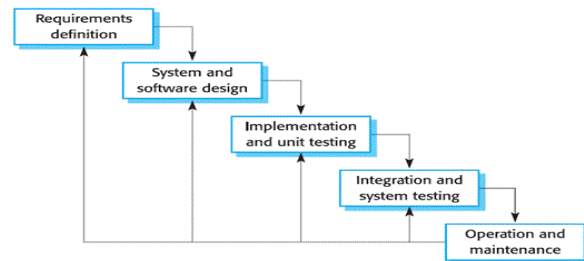 Requirements
definition
System and
software design
Implementation
and unit testing
Integration and
system testing
Operation and
maintenance